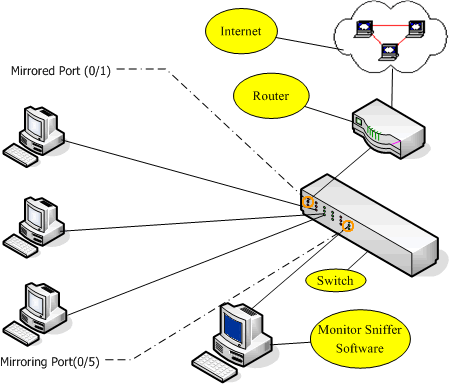 Internet
Mirrored Port (0/1)
Router
Switch
Monitor Sniffer
Software
Mirroring Port(0/5)